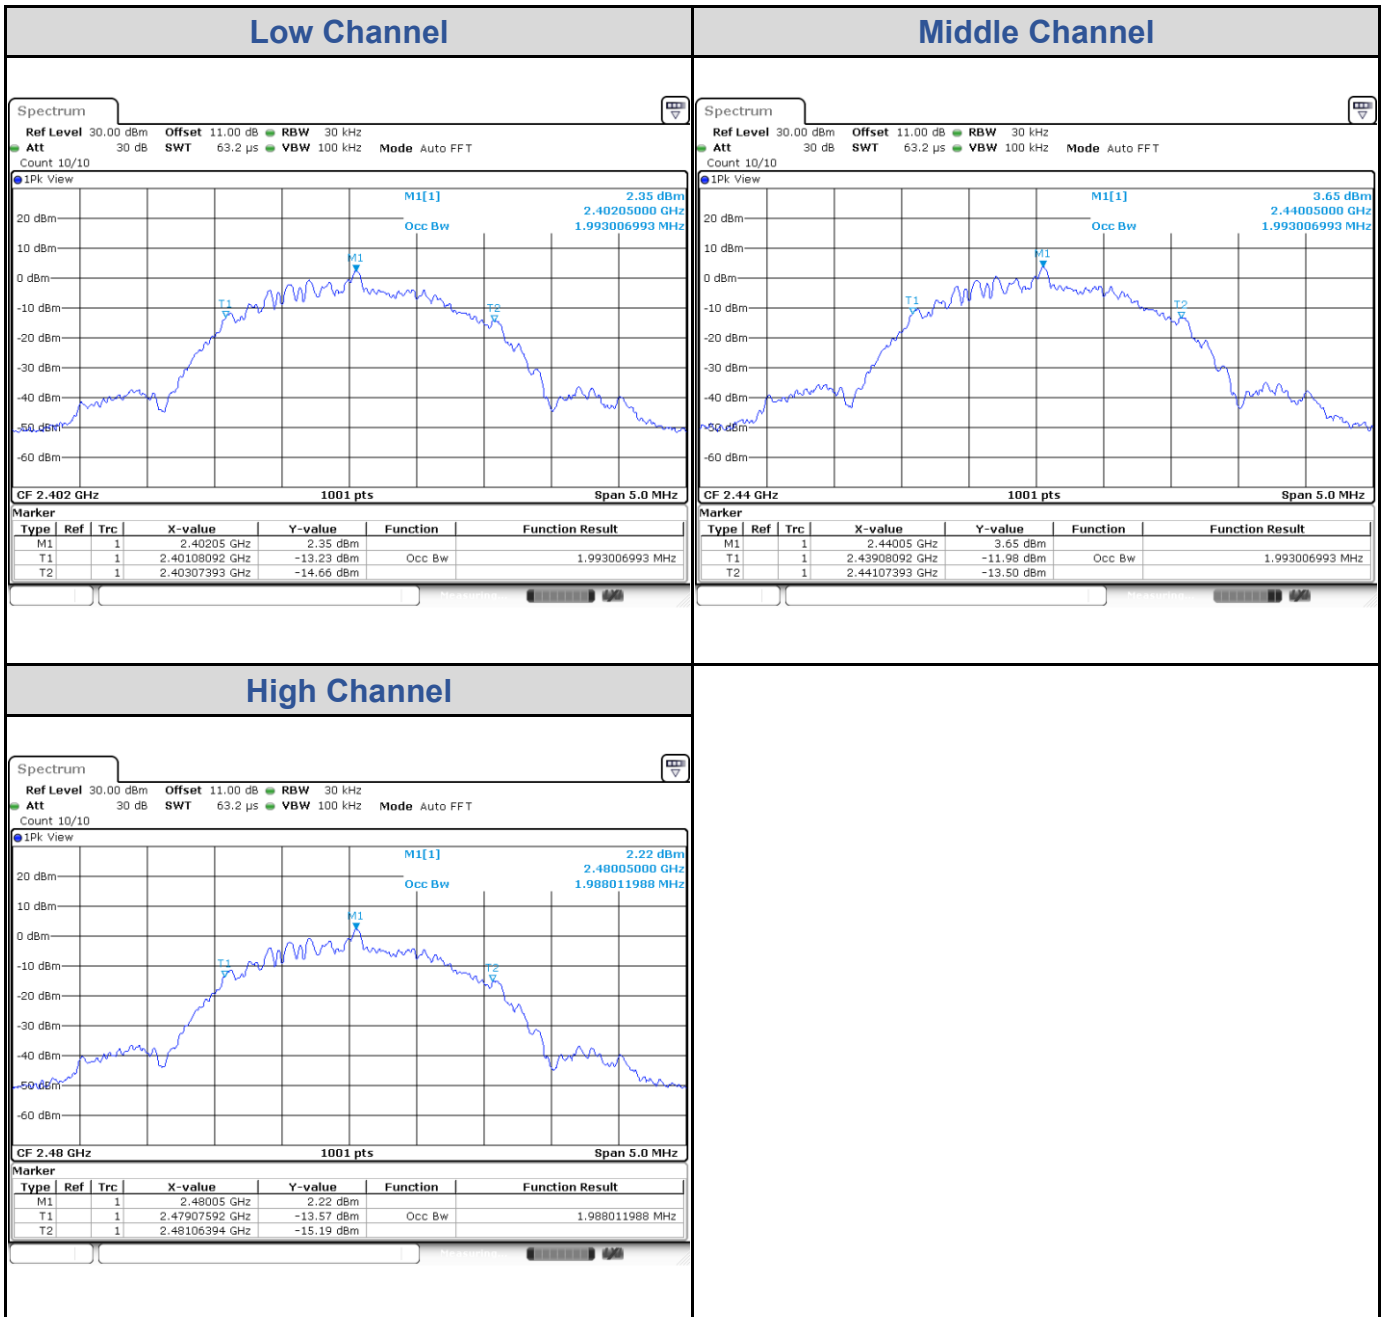 Low Channel
Spectrum
Ref Level 30.00 dBm Offset 11.00 dB RBW 30 kHz
Att 30 dB SWT 63.2 µs VBW 100 kHz Mode Auto FFT
Count 10/10
1Pk View
M1[1] 2.35 dBm
2.40205000 GHz
Occ Bw 1.993006993 MHz
20 dBm
10 dBm
M1
0 dBm
T1
T2
-10 dBm
-20 dBm
-30 dBm
-40 dBm
-50 dBm
-60 dBm
CF 2.402 GHz 1001 pts Span 5.0 MHz
Marker
Type Ref Trc X-value Y-value Function Function Result
M1 1 2.40205 GHz 2.35 dBm
T1 1 2.40108092 GHz -13.23 dBm Occ Bw 1.993006993 MHz
T2 1 2.40307393 GHz -14.66 dBm
Measuring...
Middle Channel
Spectrum
Ref Level 30.00 dBm Offset 11.00 dB RBW 30 kHz
Att 30 dB SWT 63.2 µs VBW 100 kHz Mode Auto FFT
Count 10/10
1Pk View
M1[1] 3.65 dBm
2.44005000 GHz
Occ Bw 1.993006993 MHz
20 dBm
10 dBm
M1
0 dBm
T1
T2
-10 dBm
-20 dBm
-30 dBm
-40 dBm
-50 dBm
-60 dBm
CF 2.44 GHz 1001 pts Span 5.0 MHz
Marker
Type Ref Trc X-value Y-value Function Function Result
M1 1 2.44005 GHz 3.65 dBm
T1 1 2.43908092 GHz -11.98 dBm Occ Bw 1.993006993 MHz
T2 1 2.44107393 GHz -13.50 dBm
Measuring...
High Channel
Spectrum
Ref Level 30.00 dBm Offset 11.00 dB RBW 30 kHz
Att 30 dB SWT 63.2 µs VBW 100 kHz Mode Auto FFT
Count 10/10
1Pk View
M1[1] 2.22 dBm
2.48005000 GHz
Occ Bw 1.988011988 MHz
20 dBm
10 dBm
M1
0 dBm
T1
T2
-10 dBm
-20 dBm
-30 dBm
-40 dBm
-50 dBm
-60 dBm
CF 2.48 GHz 1001 pts Span 5.0 MHz
Marker
Type Ref Trc X-value Y-value Function Function Result
M1 1 2.48005 GHz 2.22 dBm
T1 1 2.47907592 GHz -13.57 dBm Occ Bw 1.988011988 MHz
T2 1 2.48106394 GHz -15.19 dBm
Measuring...